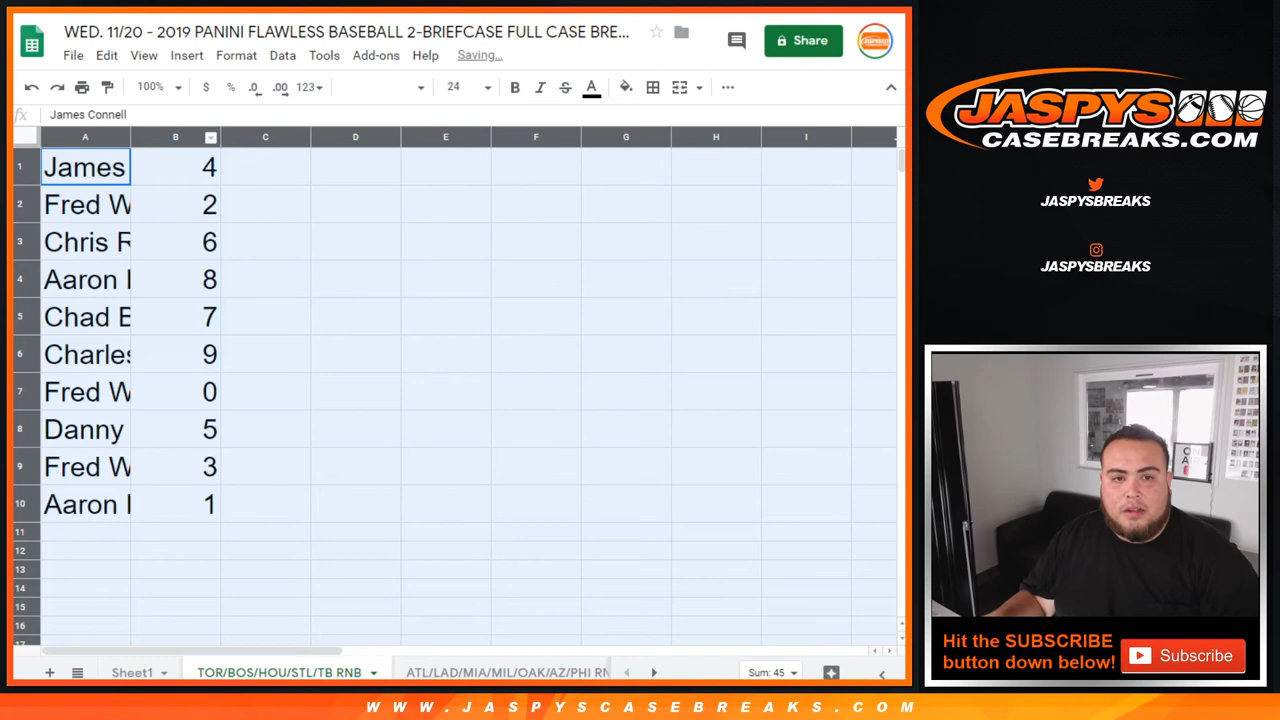 WED. 11/20 - 2019 PANINI FLAWLESS BASEBALL 2-BRIEFCASE FULL CASE BRE...
Share
File Edit View Insert Format Data Tools Add-ons Help Saving...
100% $ % .0 .00 123 24 B I S A
fx James Connell
A B C D E F G H I
1 James 4
2 Fred W 2
3 Chris R 6
4 Aaron 8
5 Chad 7
6 Charles 9
7 Fred W 0
8 Danny 5
9 Fred W 3
10 Aaron 1
11
12
13
14
15
16
17
Sheet1 TOR/BOS/HOU/STL/TB RNB ATL/LAD/MIA/MIL/OAK/AZ/PHI RN Sum: 45
JASPYS
CASEBREAKS.COM
JASPYSBREAKS
JASPYSBREAKS
ON
Hit the SUBSCRIBE
button down below!
Subscribe
WWW.JASPYSCASEBREAKS.COM